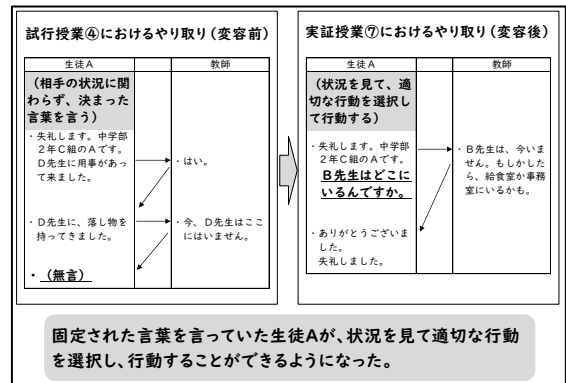 試行授業④におけるやり取り(変容前)
生徒A
教師
(相手の状況に関
わらず、決まった
言葉を言う)
・失礼します。中学部
2年C組のAです。
D先生に用事があっ
て来ました。
・はい。
・D先生に、落し物を
持ってきました。
・今、D先生はここ
にはいません。
・(無言)
実証授業⑦におけるやり取り(変容後)
生徒A
教師
(状況を見て、適
切な行動を選択し
て行動する)
・失礼します。中学部
2年C組のAです。
B先生はどこに
いるんですか。
・B先生は、今いま
せん。もしかした
ら、給食室か事務
室にいるかも。
・ありがとうございま
した。
失礼しました。
固定された言葉を言っていた生徒Aが、状況を見て適切な行動
を選択し、行動することができるようになった。